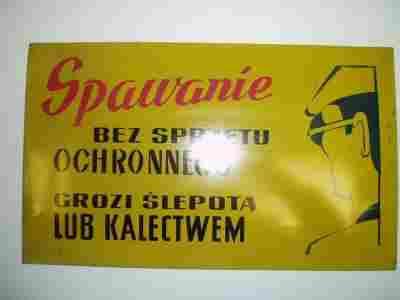 Spawanie
BEZ SPRZĘTU
OCHRONNEGO
GROZI ŚLEPOTĄ
LUB KALECTWEM